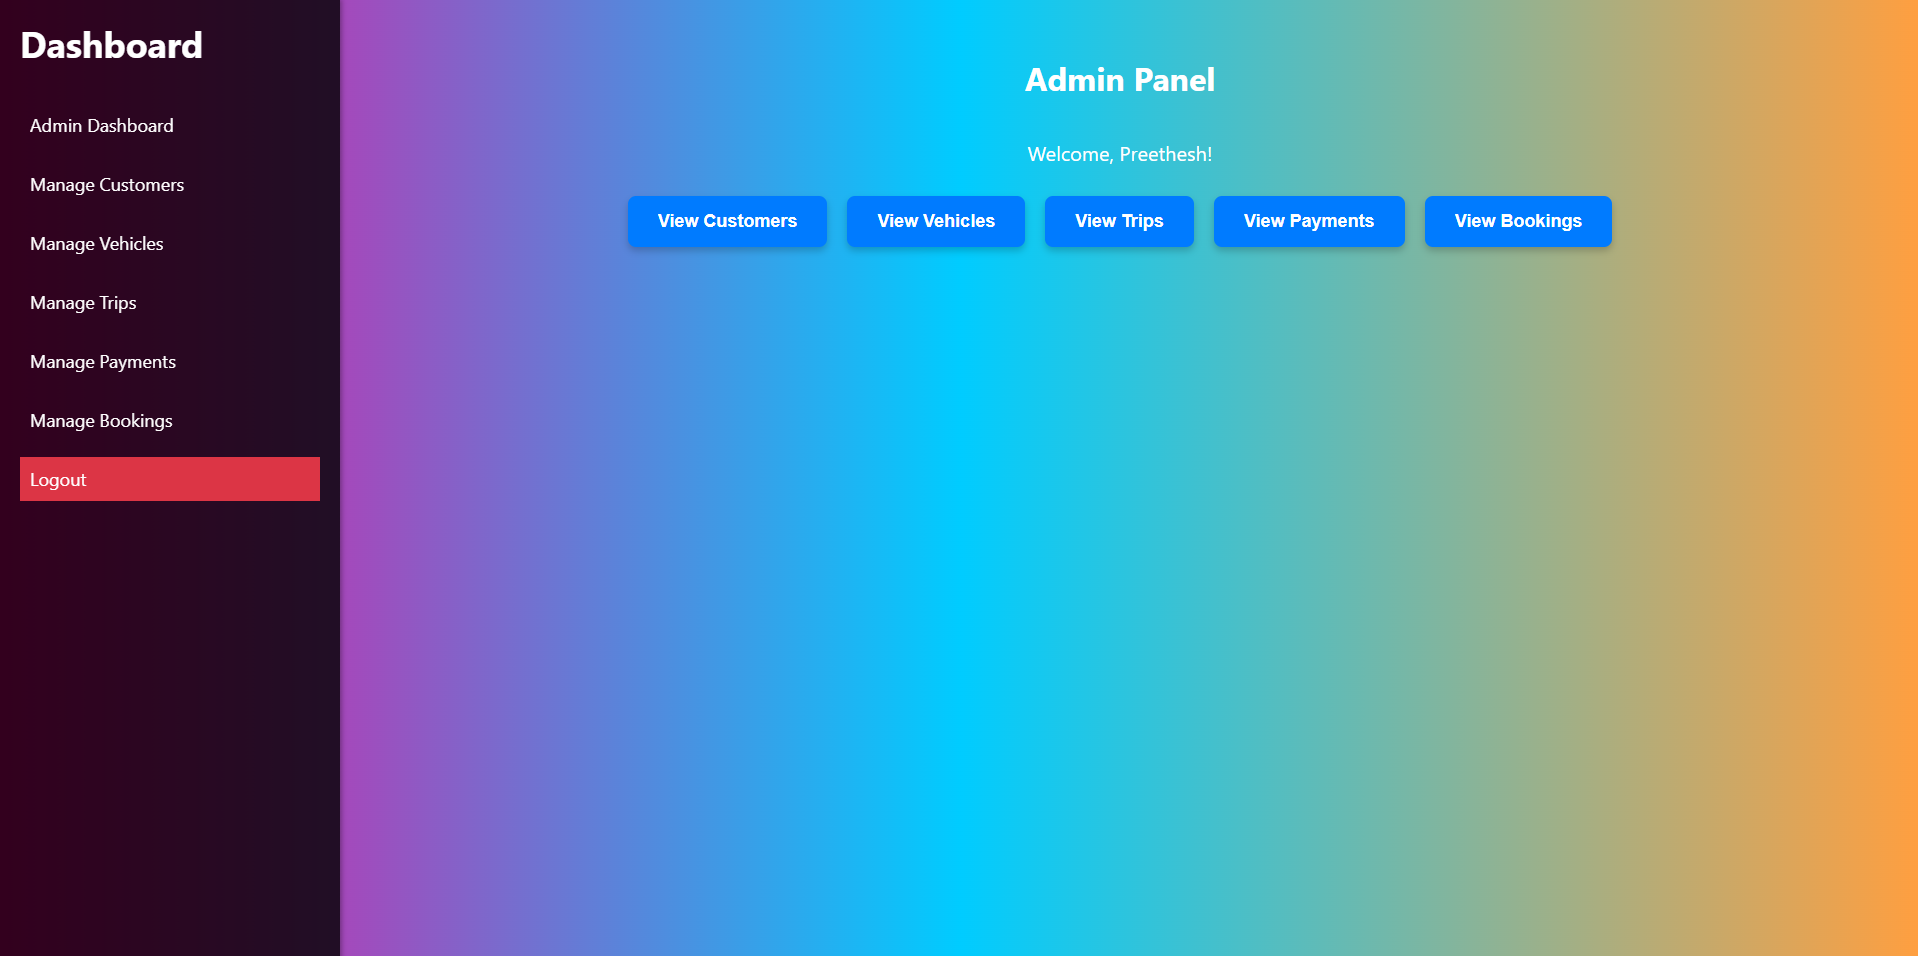 Dashboard
Admin Dashboard
Manage Customers
Manage Vehicles
Manage Trips
Manage Payments
Manage Bookings
Logout
Admin Panel
Welcome, Preethesh!
View Customers View Vehicles View Trips View Payments View Bookings